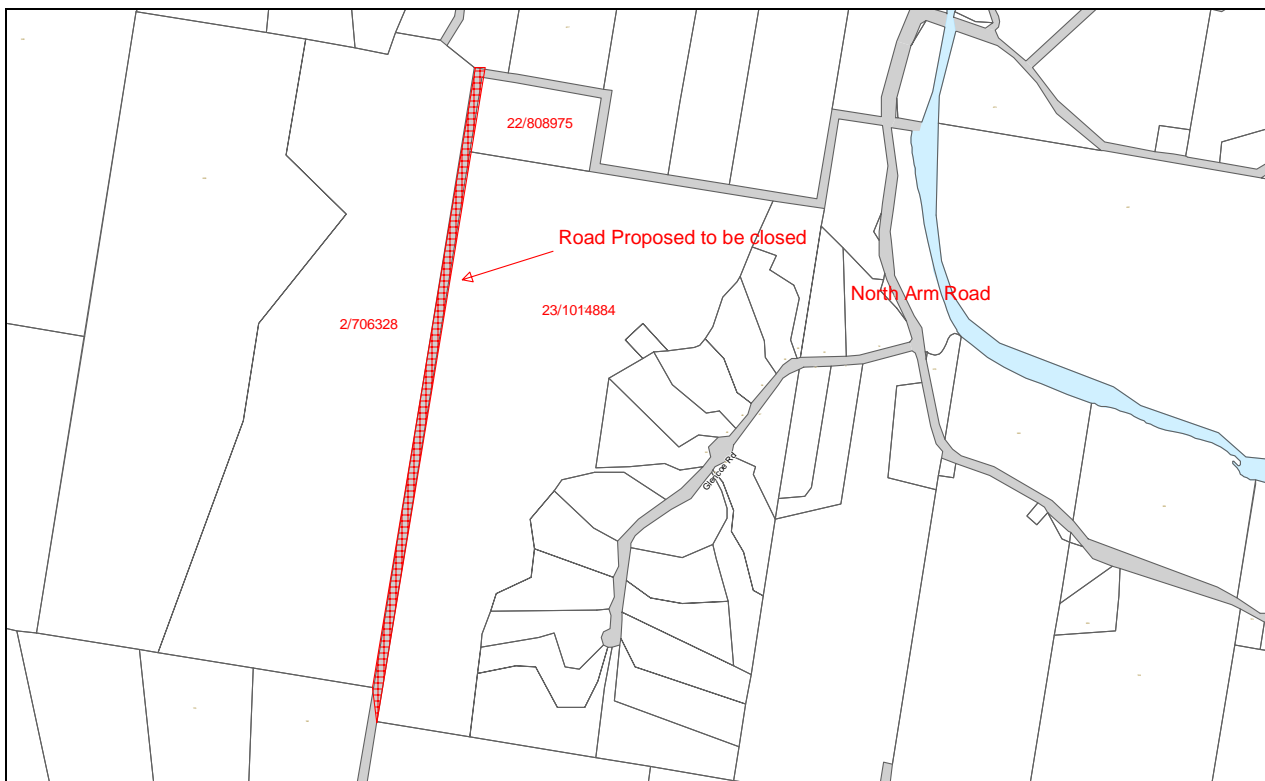 22/808975
Road Proposed to be closed
North Arm Road
23/1014884
2/706328
Glencoe Rd